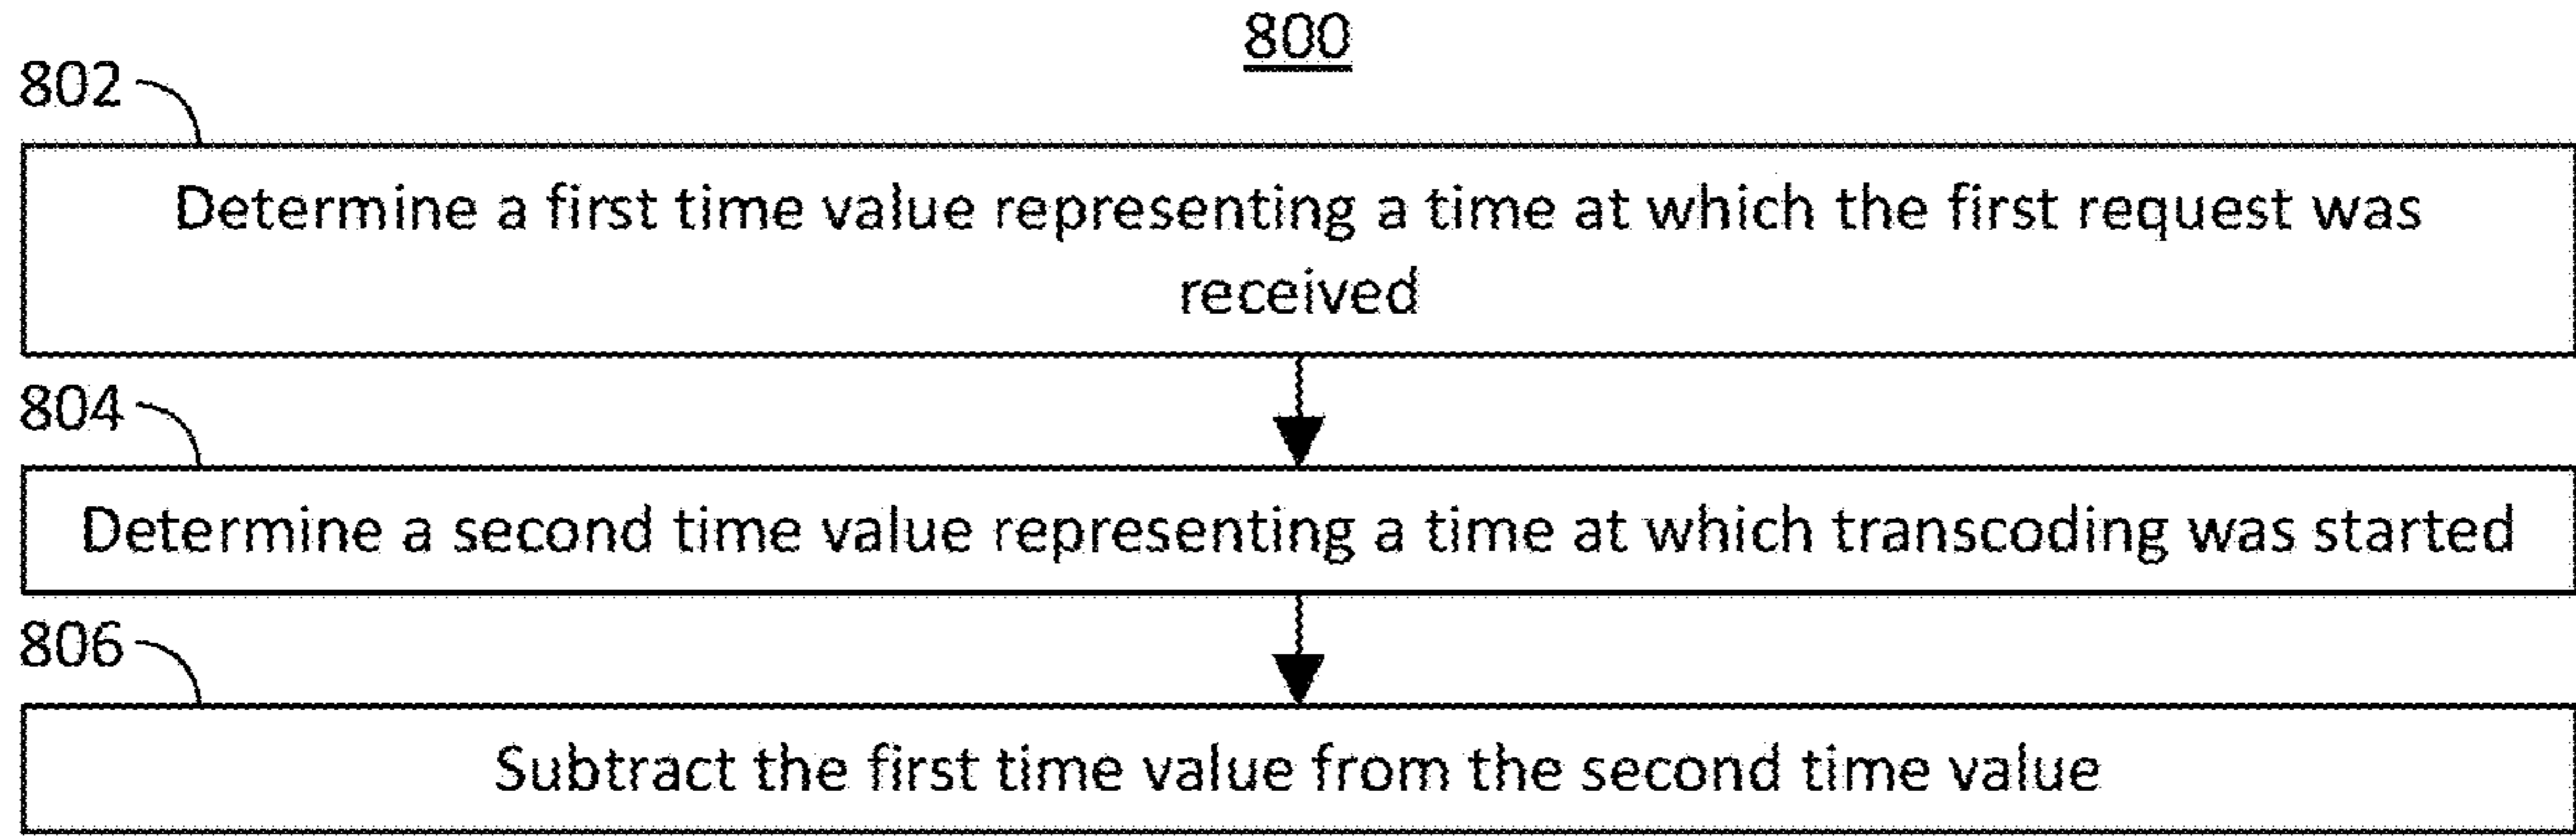 800
802
Determine a first time value representing a time at which the first request was
received
804
Determine a second time value representing a time at which transcoding was started
806
Subtract the first time value from the second time value